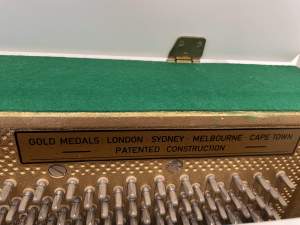 GOLD MEDALS: LONDON · SYDNEY · MELBOURNE · CAPE TOWN
PATENTED CONSTRUCTION